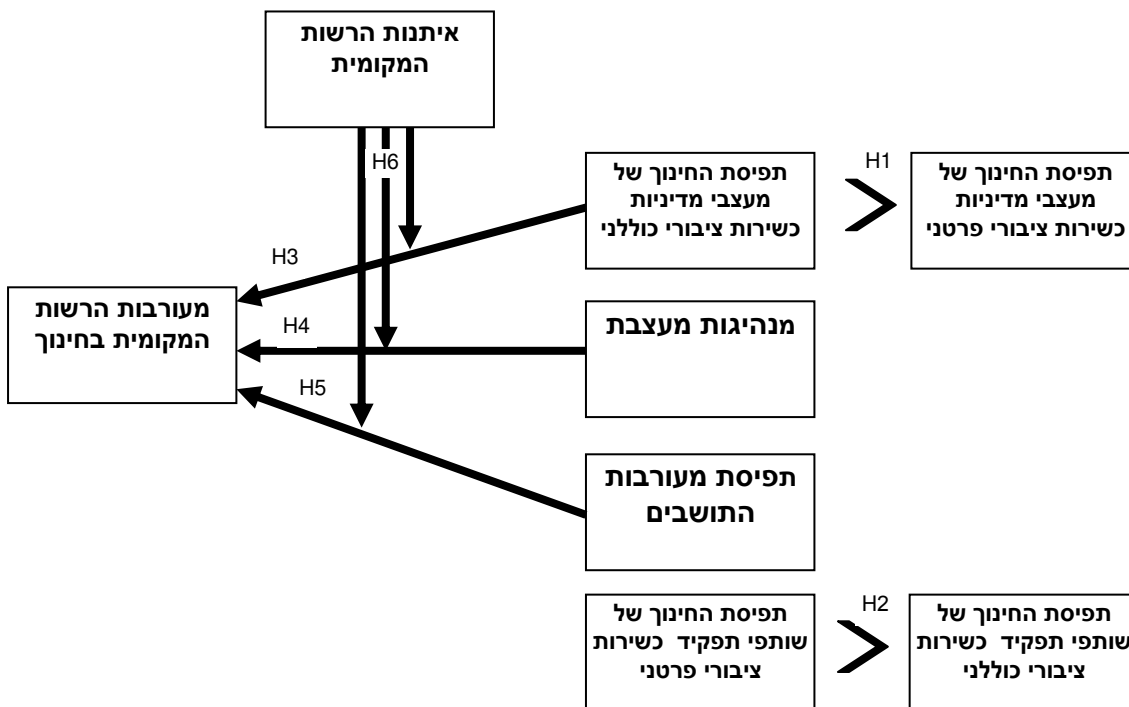 איתנות הרשות
המקומית
H6
תפיסת החינוך של
מעצבי מדיניות
כשירות ציבורי כוללני
H1
תפיסת החינוך של
מעצבי מדיניות
כשירות ציבורי פרטני
H3
מעורבות הרשות
המקומית בחינוך
H4
מנהיגות מעצבת
H5
תפיסת מעורבות
התושבים
תפיסת החינוך של
שותפי תפקיד כשירות
ציבורי פרטני
H2
תפיסת החינוך של
שותפי תפקיד כשירות
ציבורי כוללני